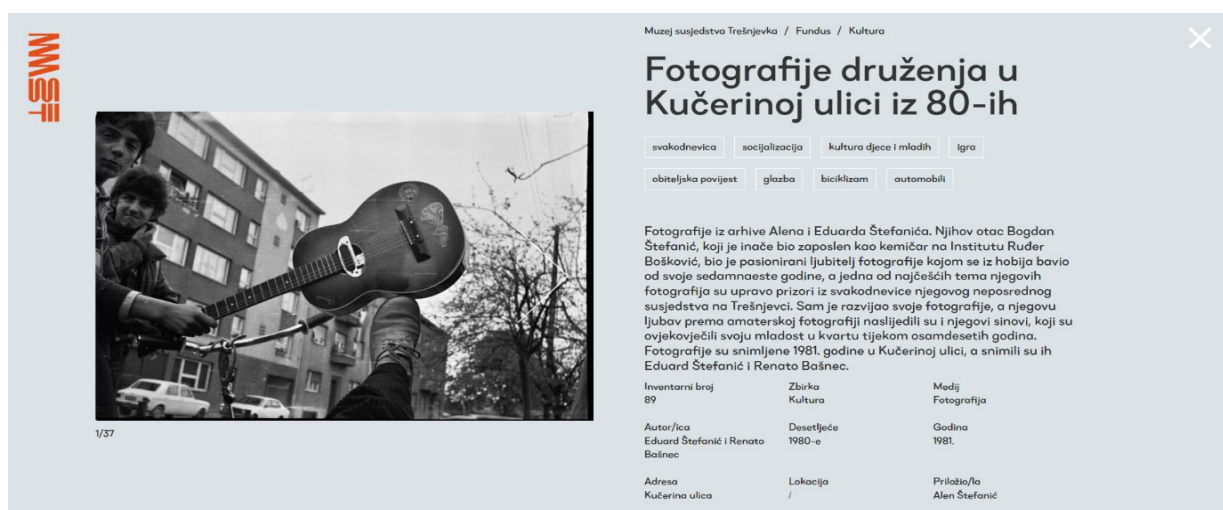 MMST
Muzej susjedstva Trešnjevka / Fundus / Kultura
Fotografije druženja u
Kučerinoj ulici iz 80-ih
svakodnevica socijalizacija kultura djece i mladih igra
obiteljska povijest glazba biciklizam automobili
Fotografije iz arhive Alena i Eduarda Štefanića. Njihov otac Bogdan
Štefanić, koji je inače bio zaposlen kao kemičar na Institutu Ruđer
Bošković, bio je pasionirani ljubitelj fotografije kojom se iz hobija bavio
od svoje sedamnaeste godine, a jedna od najčešćih tema njegovih
fotografija su upravo prizori iz svakodnevice njegovog neposrednog
susjedstva na Trešnjevci. Sam je razvijao svoje fotografije, a njegovu
ljubav prema amaterskoj fotografiji naslijedili su i njegovi sinovi, koji su
ovjekovječili svoju mladost u kvartu tijekom osamdesetih godina.
Fotografije su snimljene 1981. godine u Kučerinoj ulici, a snimili su ih
Eduard Štefanić i Renato Bašnec.
Inventarni broj Zbirka Medij
89 Kultura Fotografija
Autor/ica Desetljeće Godina
Eduard Štefanić i Renato 1980-e 1981.
Bašnec
Adresa Lokacija Priložio/la
Kučerina ulica / Alen Štefanić
1/37